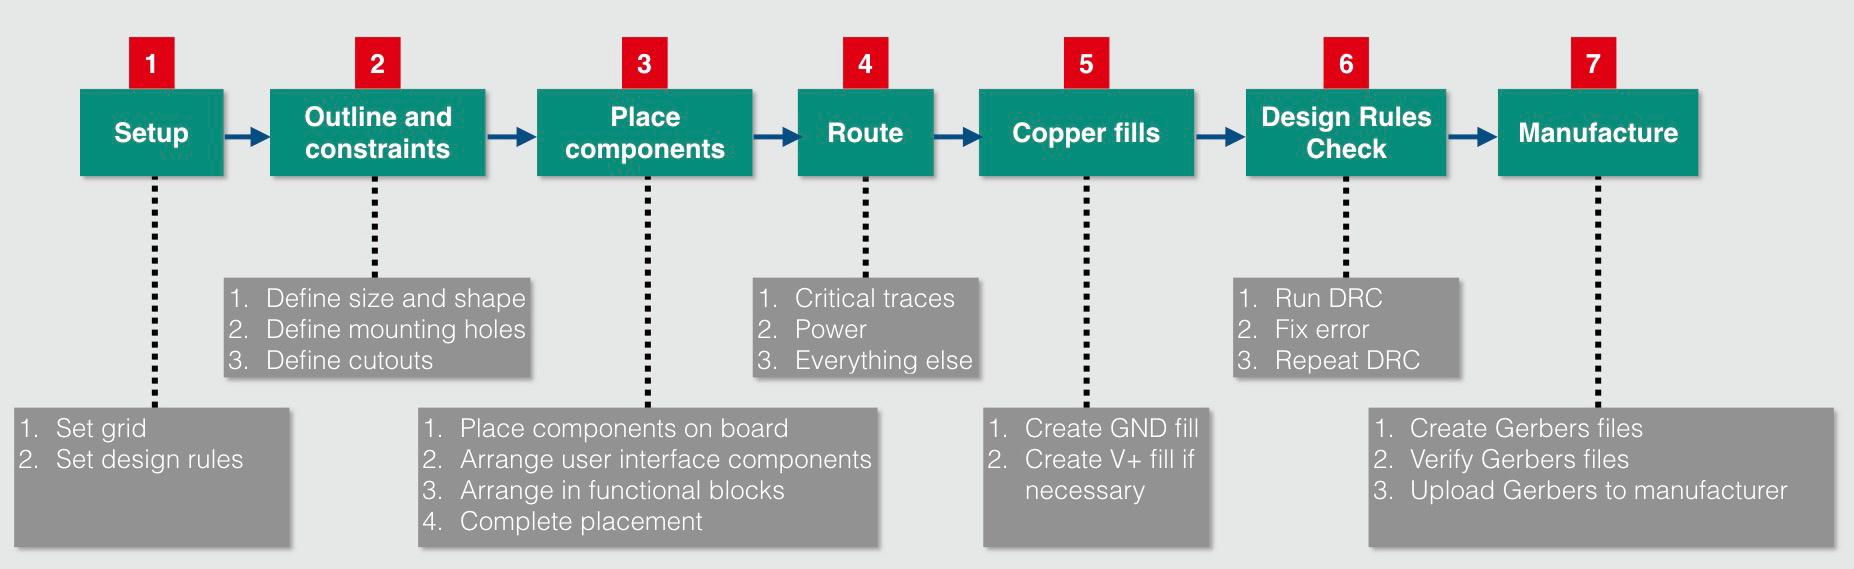 1
2
3
4
5
6
7
Setup
Outline and
constraints
Place
components
Route
Copper fills
Design Rules
Check
Manufacture
1. Define size and shape
2. Define mounting holes
3. Define cutouts
1. Critical traces
2. Power
3. Everything else
1. Run DRC
2. Fix error
3. Repeat DRC
1. Set grid
2. Set design rules
1. Place components on board
2. Arrange user interface components
3. Arrange in functional blocks
4. Complete placement
1. Create GND fill
2. Create V+ fill if
necessary
1. Create Gerbers files
2. Verify Gerbers files
3. Upload Gerbers to manufacturer